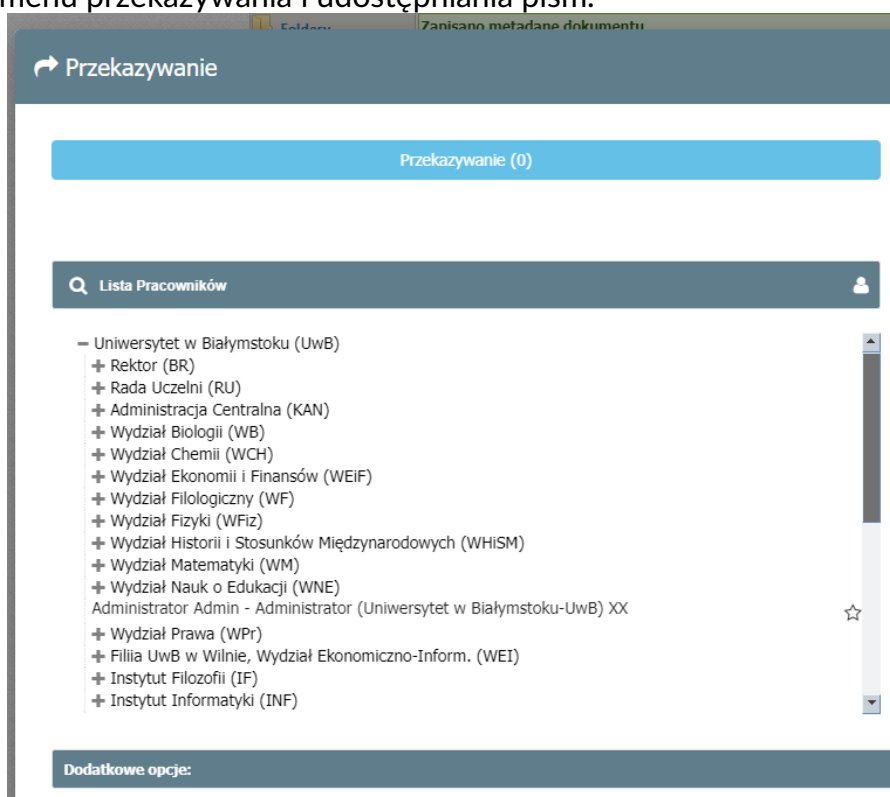 menu przekazywania i udostępniania pism.
Foldery Zapisano metadane dokumentu
Przekazywanie
Przekazywanie (0)
Lista Pracowników
Uniwersytet w Białymstoku (UwB)
Rektor (BR)
Rada Uczelni (RU)
Administracja Centralna (KAN)
Wydział Biologii (WB)
Wydział Chemii (WCH)
Wydział Ekonomii i Finansów (WEiF)
Wydział Filologiczny (WF)
Wydział Fizyki (WFiz)
Wydział Historii i Stosunków Międzynarodowych (WHiSM)
Wydział Matematyki (WM)
Wydział Nauk o Edukacji (WNE)
Administrator Admin - Administrator (Uniwersytet w Białymstoku-UwB) XX
Wydział Prawa (WPr)
Filiia UwB w Wilnie, Wydział Ekonomiczno-Inform. (WEI)
Instytut Filozofii (IF)
Instytut Informatyki (INF)
Dodatkowe opcje: